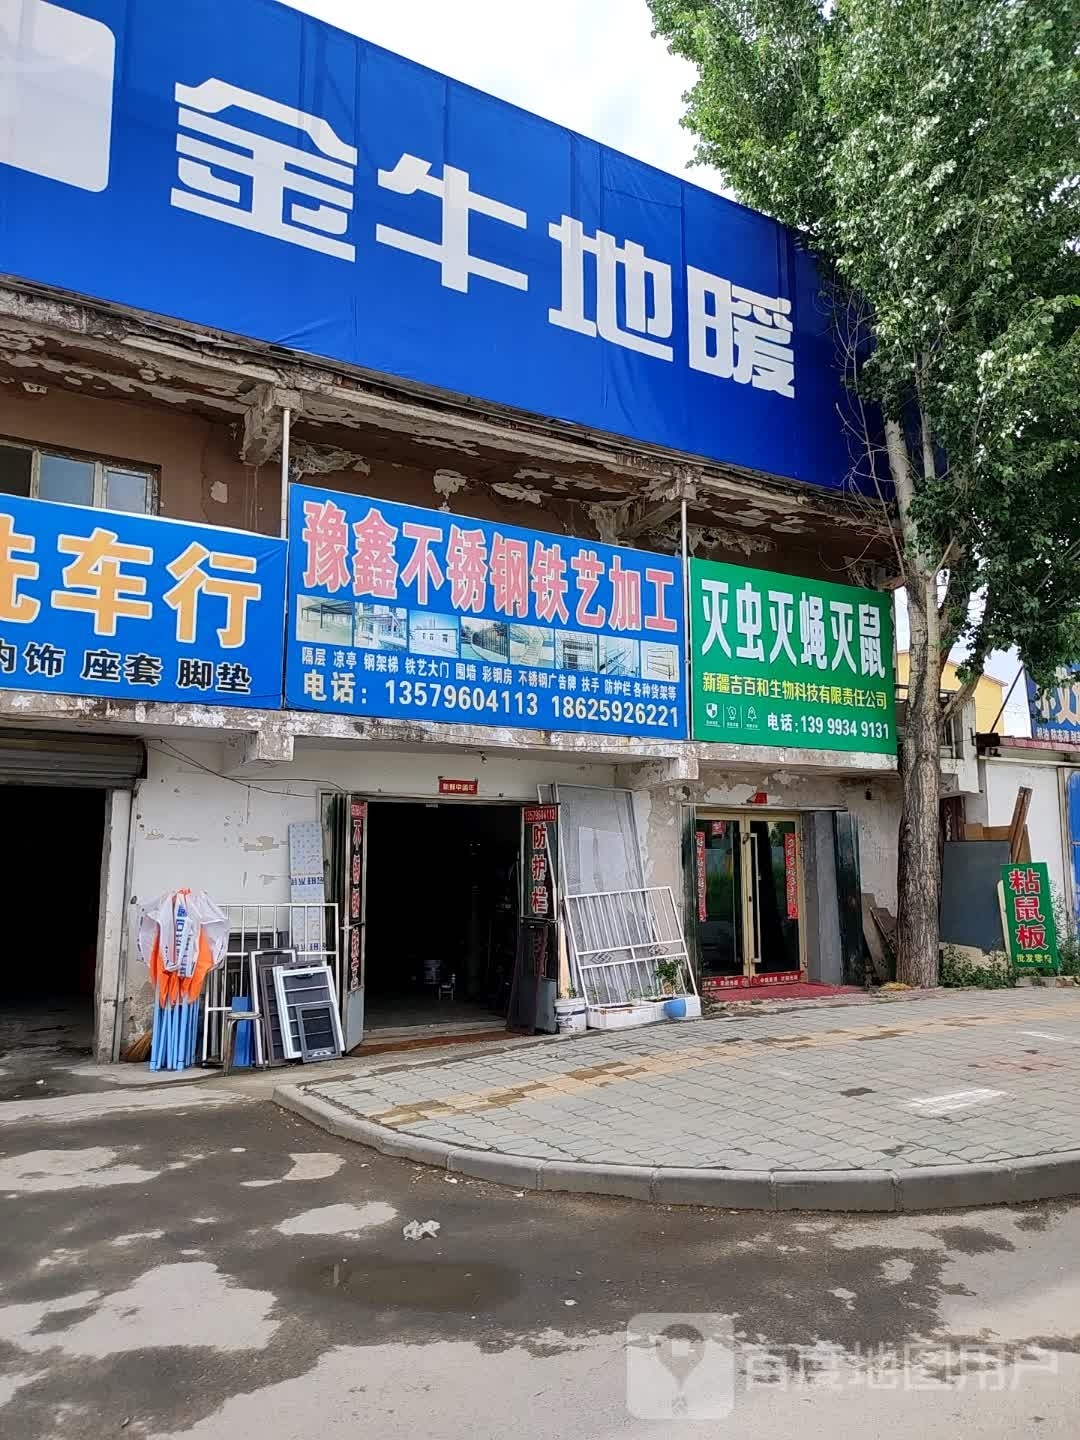 金牛地暖
洗车行
内饰 座套 脚垫
豫鑫不锈钢铁艺加工
隔层 凉亭 钢架梯 铁艺大门 围墙 彩钢房 不锈钢广告牌 扶手 防护栏 各种货架等
电话：13579604113 18625926221
灭虫灭蝇灭鼠
新疆吉百和生物科技有限责任公司
电话：139 9934 9131
13579604113
防护栏
粘鼠板
批发零售
百度地图用户